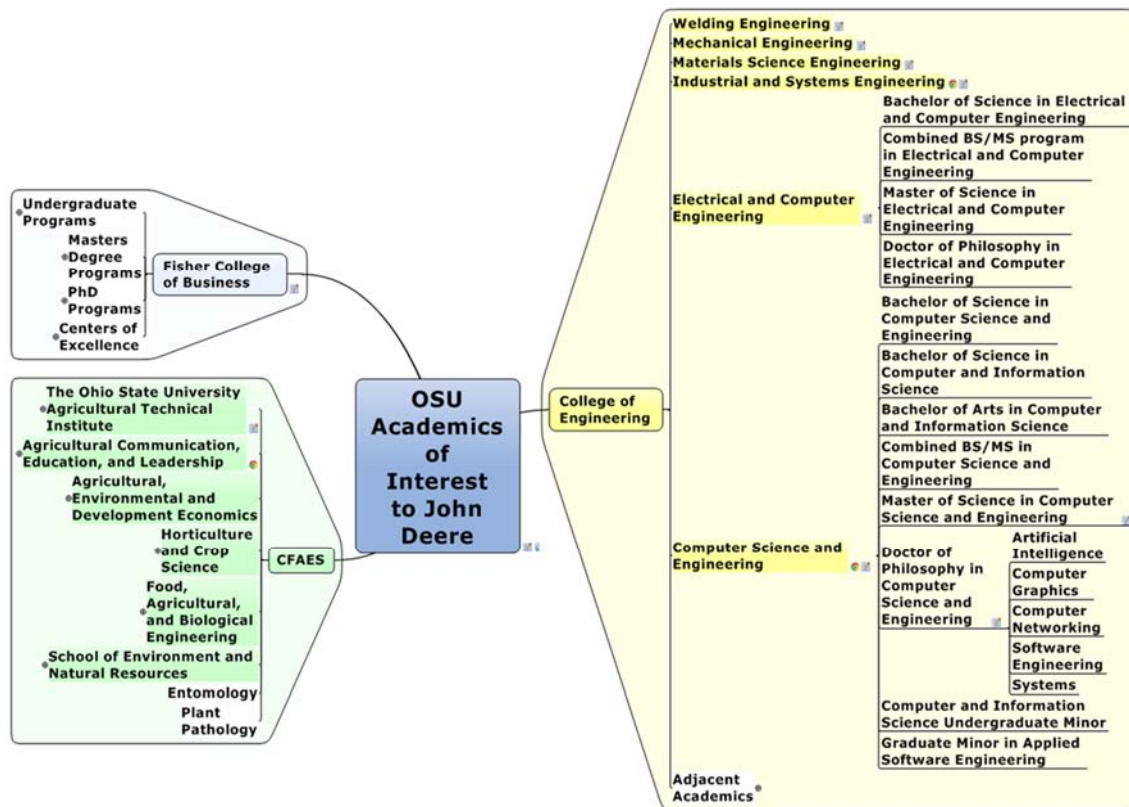 OSU
Academics
of
Interest
to John
Deere
Fisher College
of Business
Undergraduate
Programs
Masters
Degree
Programs
PhD
Programs
Centers of
Excellence
CFAES
The Ohio State University
Agricultural Technical
Institute
Agricultural Communication,
Education, and Leadership
Agricultural,
Environmental and
Development Economics
Horticulture
and Crop
Science
Food,
Agricultural,
and Biological
Engineering
School of Environment and
Natural Resources
Entomology
Plant
Pathology
College of
Engineering
Welding Engineering
Mechanical Engineering
Materials Science Engineering
Industrial and Systems Engineering
Electrical and Computer
Engineering
Bachelor of Science in Electrical
and Computer Engineering
Combined BS/MS program
in Electrical and Computer
Engineering
Master of Science in
Electrical and Computer
Engineering
Doctor of Philosophy in
Electrical and Computer
Engineering
Computer Science and
Engineering
Bachelor of Science in
Computer Science and
Engineering
Bachelor of Science in
Computer and Information
Science
Bachelor of Arts in Computer
and Information Science
Combined BS/MS in
Computer Science and
Engineering
Master of Science in Computer
Science and Engineering
Doctor of
Philosophy in
Computer
Science and
Engineering
Artificial
Intelligence
Computer
Graphics
Computer
Networking
Software
Engineering
Systems
Computer and Information
Science Undergraduate Minor
Graduate Minor in Applied
Software Engineering
Adjacent
Academics